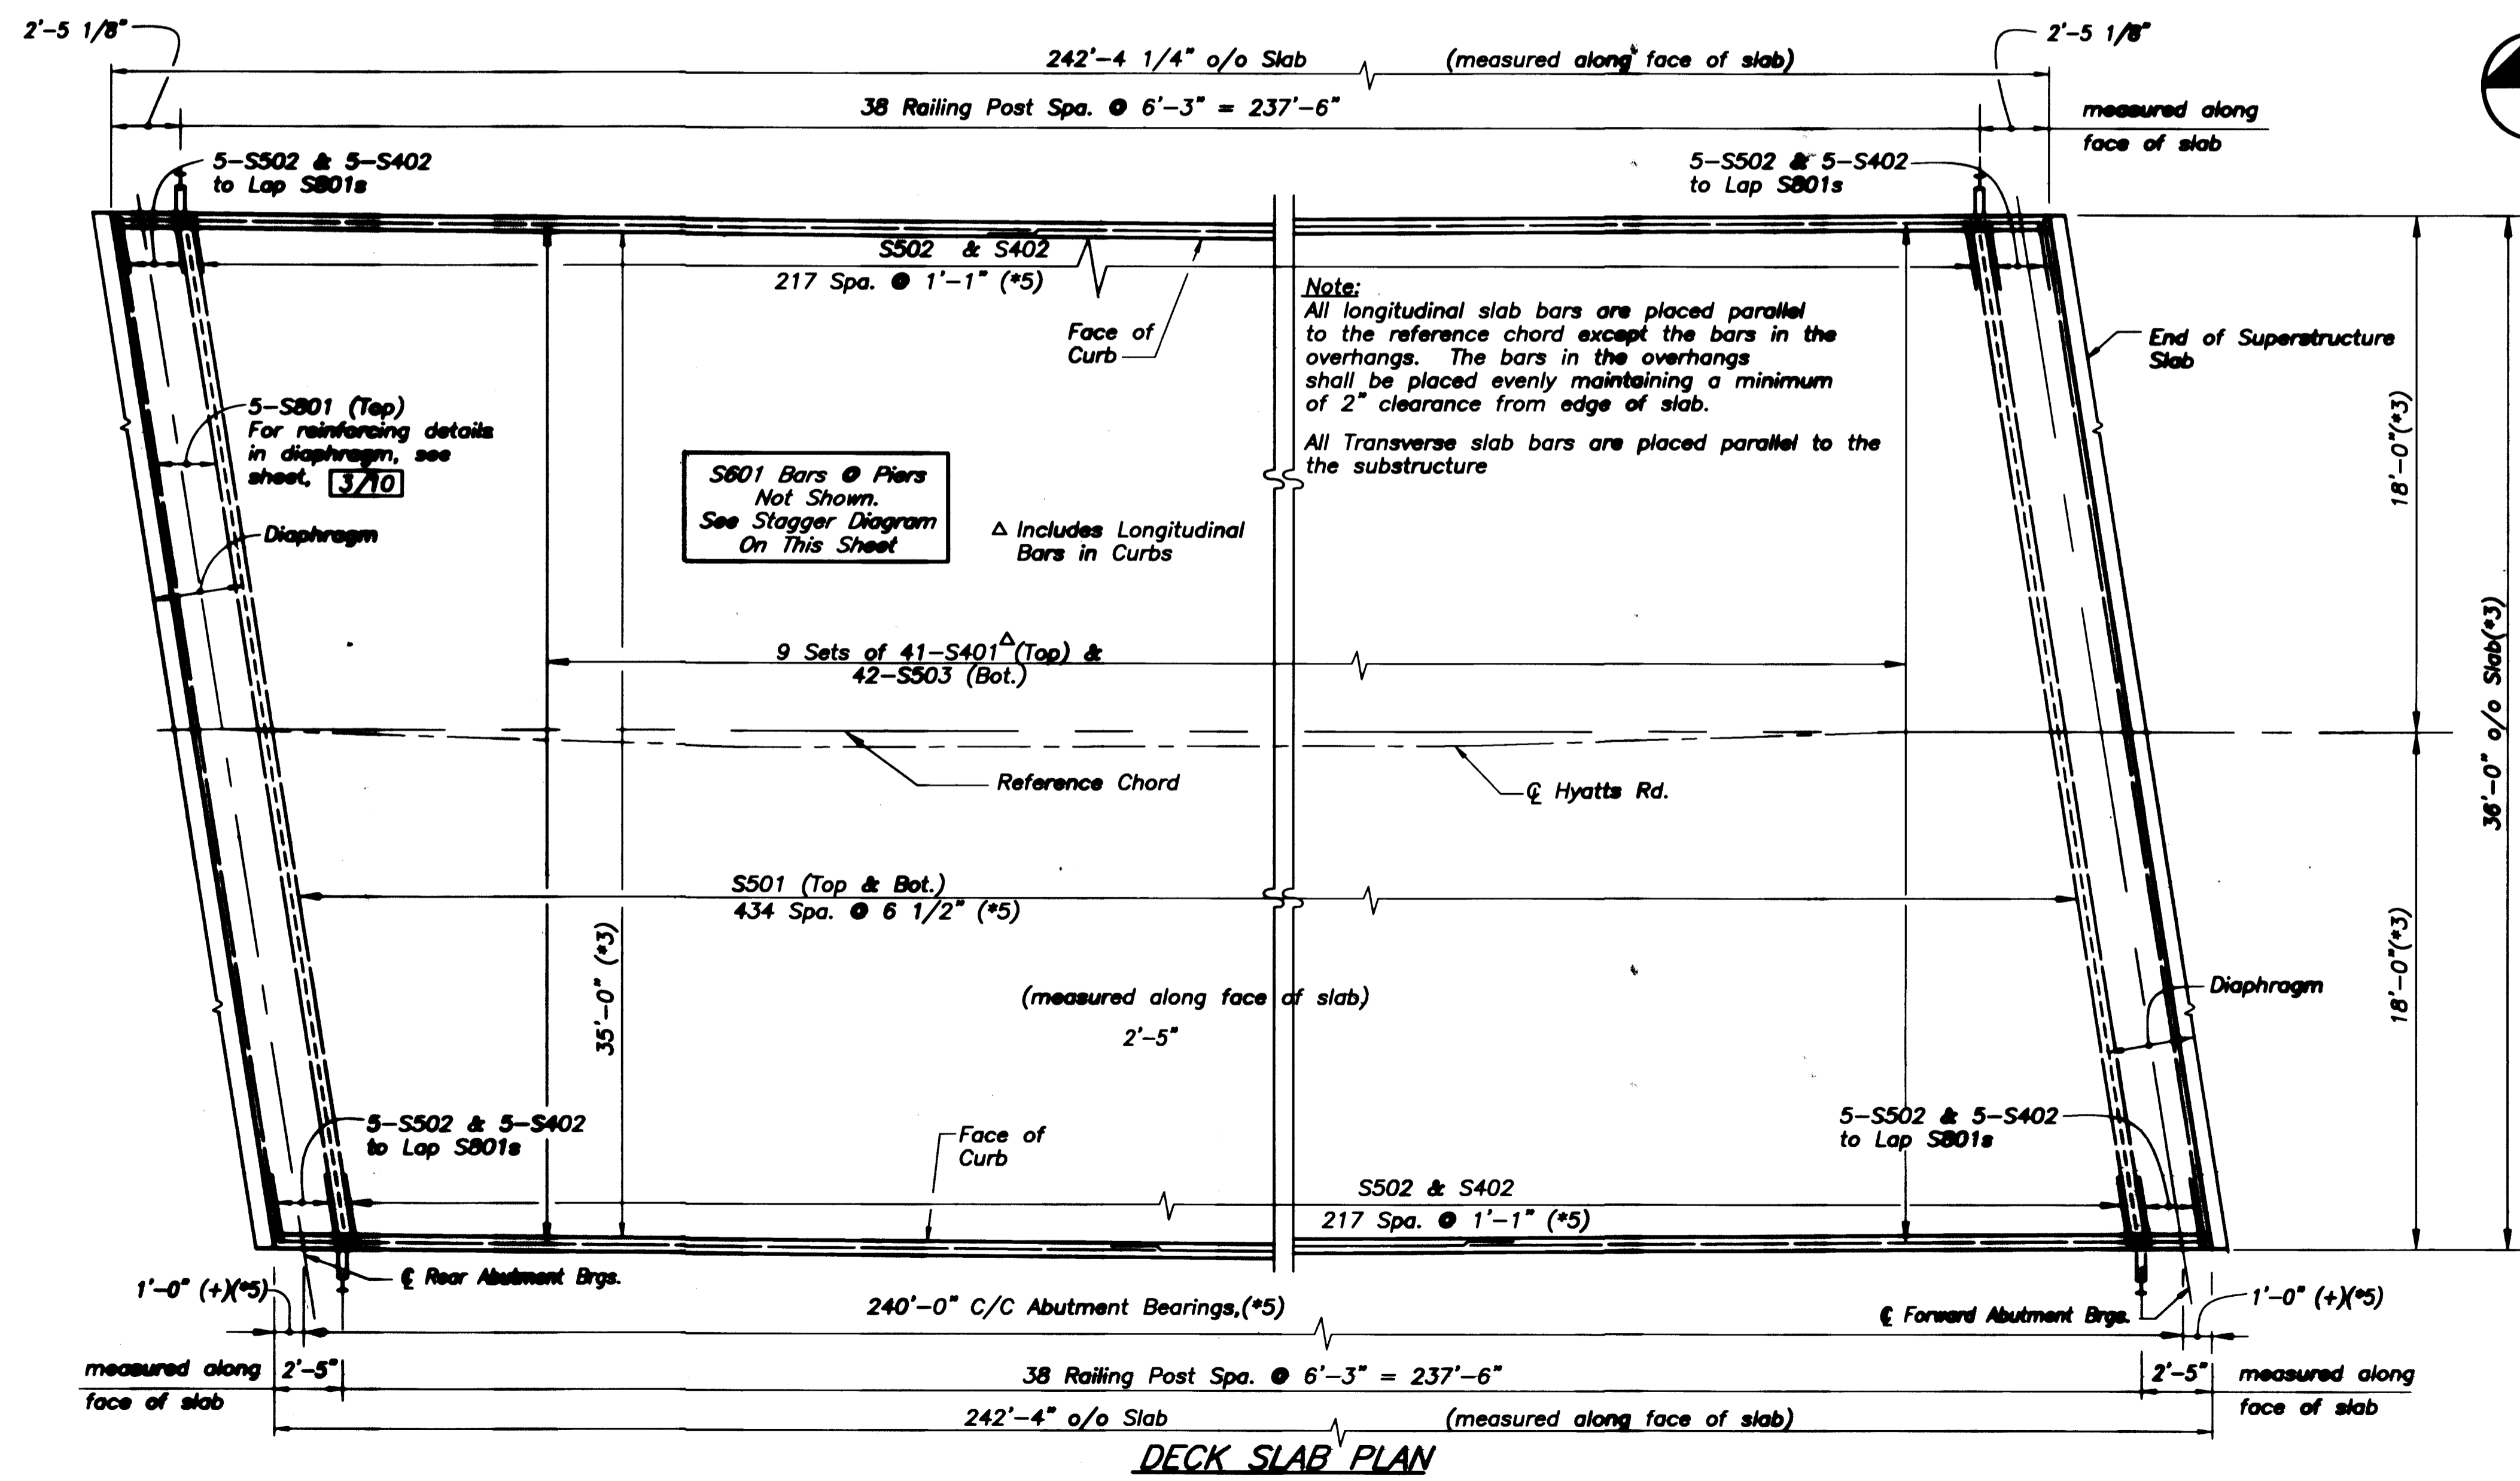 2'-5 1/8"
2'-5 1/8"
242'-4 1/4" o/o Slab (measured along face of slab)
38 Railing Post Spa. @ 6'-3" = 237'-6"
measured along
face of slab
5-S502 & 5-S402
to Lap S801s
5-S502 & 5-S402
to Lap S801s
S502 & S402
217 Spa. @ 1'-1" (*5)
Face of
Curb
Note:
All longitudinal slab bars are placed parallel
to the reference chord except the bars in the
overhangs. The bars in the overhangs
shall be placed evenly maintaining a minimum
of 2" clearance from edge of slab.
All Transverse slab bars are placed parallel to the
the substructure
End of Superstructure
Slab
18'-0"(*3)
5-S801 (Top)
For reinforcing details
in diaphragm, see
sheet, 3/10
S601 Bars @ Piers
Not Shown.
See Stagger Diagram
On This Sheet
Δ Includes Longitudinal
Bars in Curbs
Diaphragm
36'-0" o/o Slab(*3)
9 Sets of 41-S401Δ(Top) &
42-S503 (Bot.)
Reference Chord
℄ Hyatts Rd.
S501 (Top & Bot.)
434 Spa. @ 6 1/2" (*5)
35'-0" (*3)
18'-0"(*3)
(measured along face of slab)
2'-5"
Diaphragm
5-S502 & 5-S402
to Lap S801s
Face of
Curb
5-S502 & 5-S402
to Lap S801s
S502 & S402
217 Spa. @ 1'-1" (*5)
℄ Rear Abutment Brgs.
1'-0" (+)(*5)
240'-0" C/C Abutment Bearings,(*5)
℄ Forward Abutment Brgs.
1'-0" (+)(*5)
measured along
face of slab
2'-5"
38 Railing Post Spa. @ 6'-3" = 237'-6"
2'-5"
measured along
face of slab
242'-4" o/o Slab (measured along face of slab)
DECK SLAB PLAN